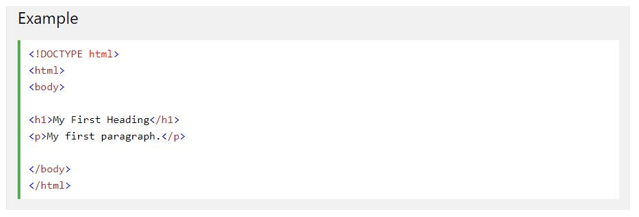 Example
<!DOCTYPE html>
<html>
<body>
<h1>My First Heading</h1>
<p>My first paragraph.</p>
</body>
</html>